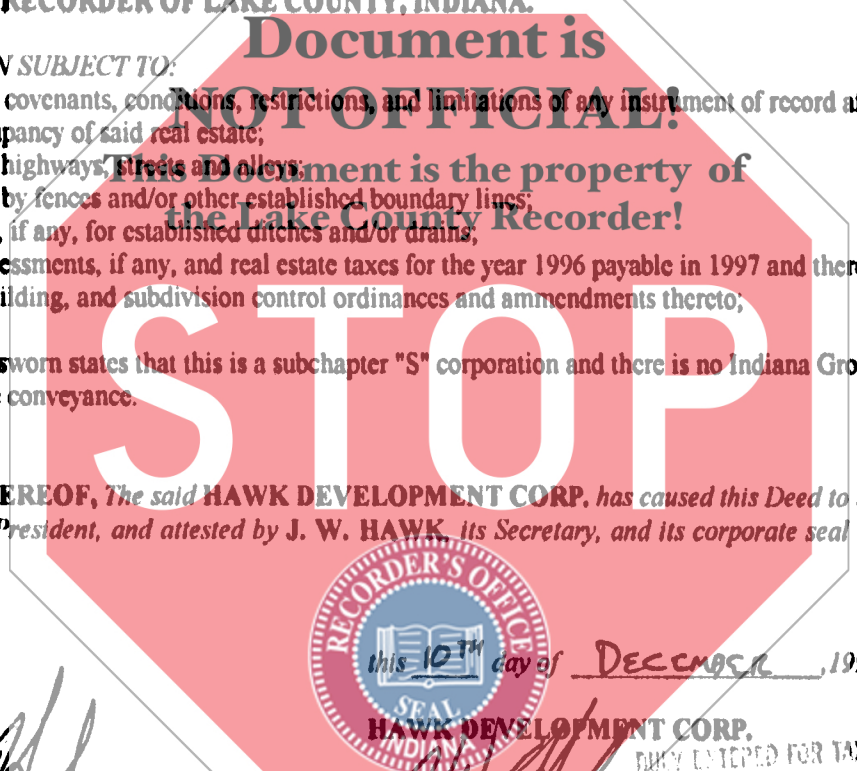 RECORDER OF LAKE COUNTY, INDIANA.
Document is
SUBJECT TO:
NOT OFFICIAL!
covenants, conditions, restrictions, and limitations of any instrument of record
pancy of said real estate;
highways, streets and alleys;
This Document is the property of
by fences and/or other established boundary lines;
the Lake County Recorder!
if any, for established ditches and/or drains;
essments, if any, and real estate taxes for the year 1996 payable in 1997 and there
ilding, and subdivision control ordinances and ammendments thereto;
STOP
sworn states that this is a subchapter "S" corporation and there is no Indiana Gro
conveyance.
EREOF, The said HAWK DEVELOPMENT CORP. has caused this Deed to
President, and attested by J. W. HAWK, its Secretary, and its corporate seal
RECORDER'S OFFICE
SEAL
INDIANA
this 10TH day of DECEMBER ,19
HAWK DEVELOPMENT CORP.
DULY ENTERED FOR TA